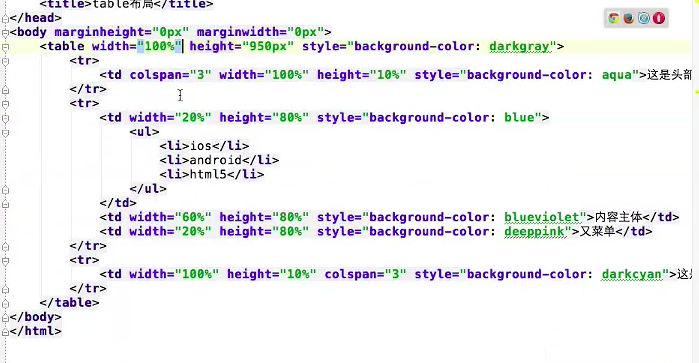 <title>table布局</title>
</head>
<body marginheight="0px" marginwidth="0px">
<table width="100%" height="950px" style="background-color: darkgray">
<tr>
<td colspan="3" width="100%" height="10%" style="background-color: aqua">这是头部
</tr>
<tr>
<td width="20%" height="80%" style="background-color: blue">
<ul>
<li>ios</li>
<li>android</li>
<li>html5</li>
</ul>
</td>
<td width="60%" height="80%" style="background-color: blueviolet">内容主体</td>
<td width="20%" height="80%" style="background-color: deeppink">又菜单</td>
</tr>
<tr>
<td width="100%" height="10%" colspan="3" style="background-color: darkcyan">这是
</tr>
</table>
</body>
</html>